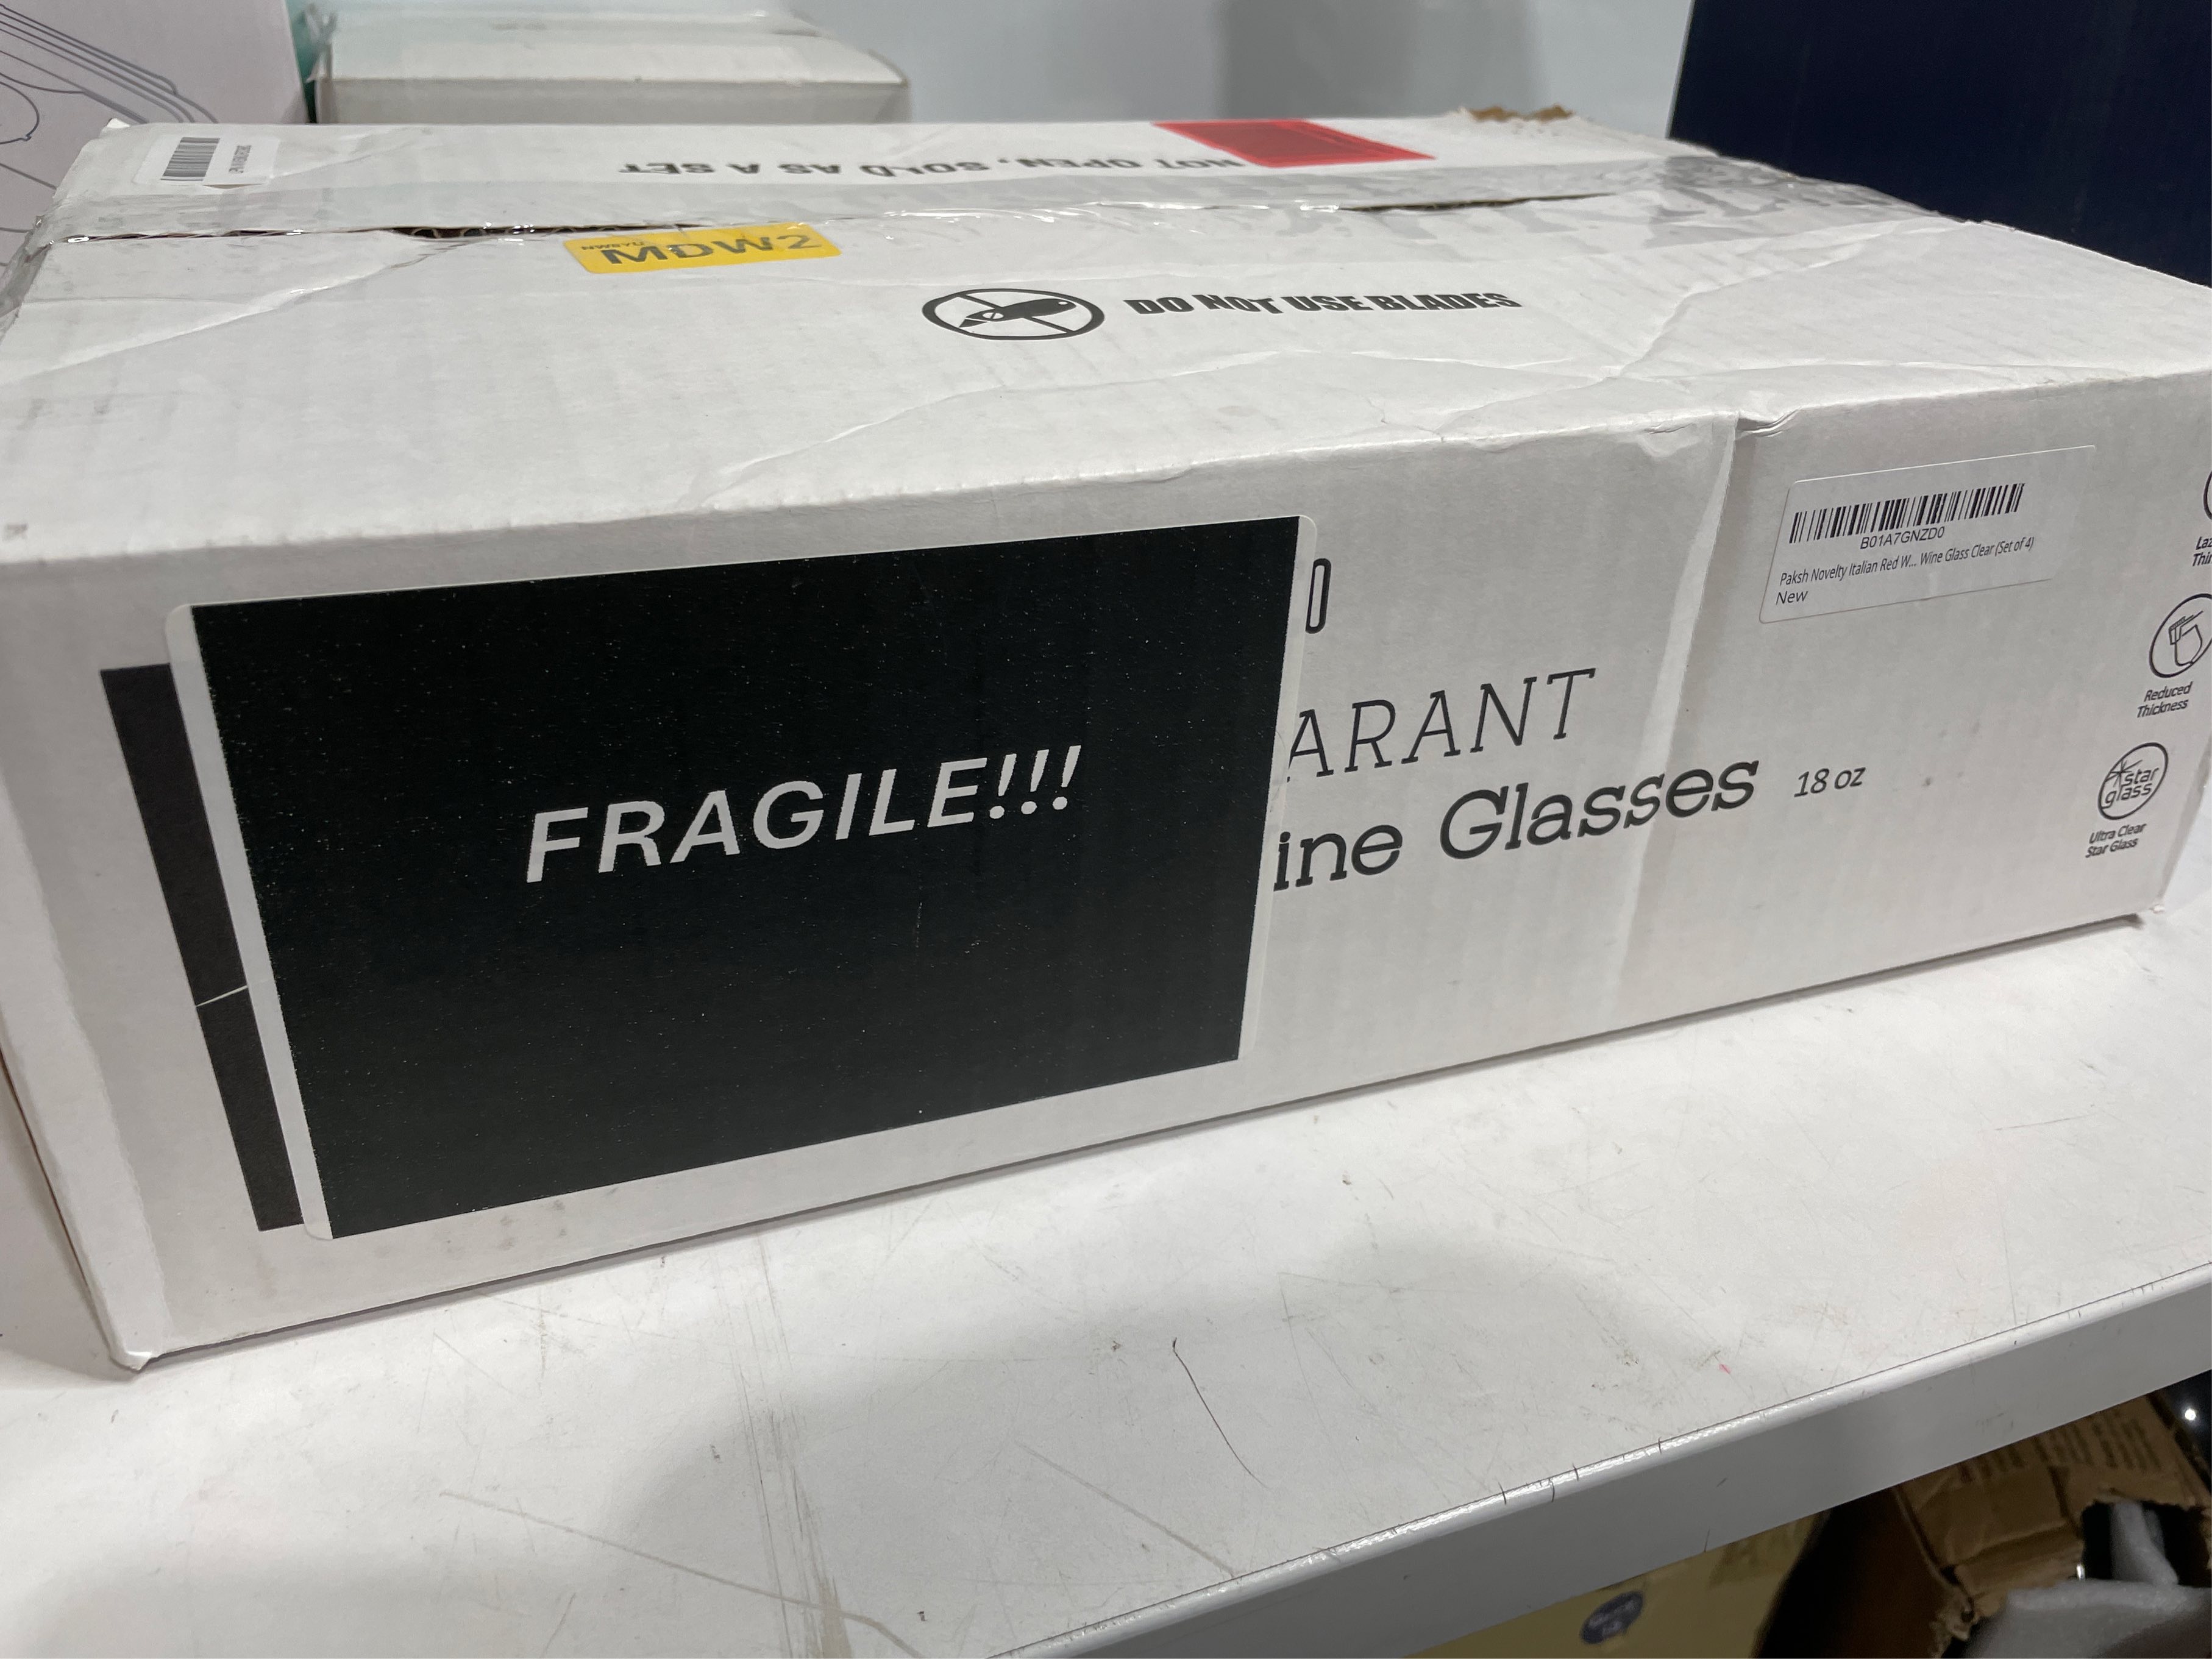 NOT OPEN, SOLD AS A SET
MDW2
DO NOT USE BLADES
B01A7GNZD0
Paksh Novelty Italian Red W... Wine Glass Clear (Set of 4)
New
FRAGILE!!!
ARANT
ine Glasses 18 oz
Reduced
Thickness
star
glass
Ultra Clear
Star Glass